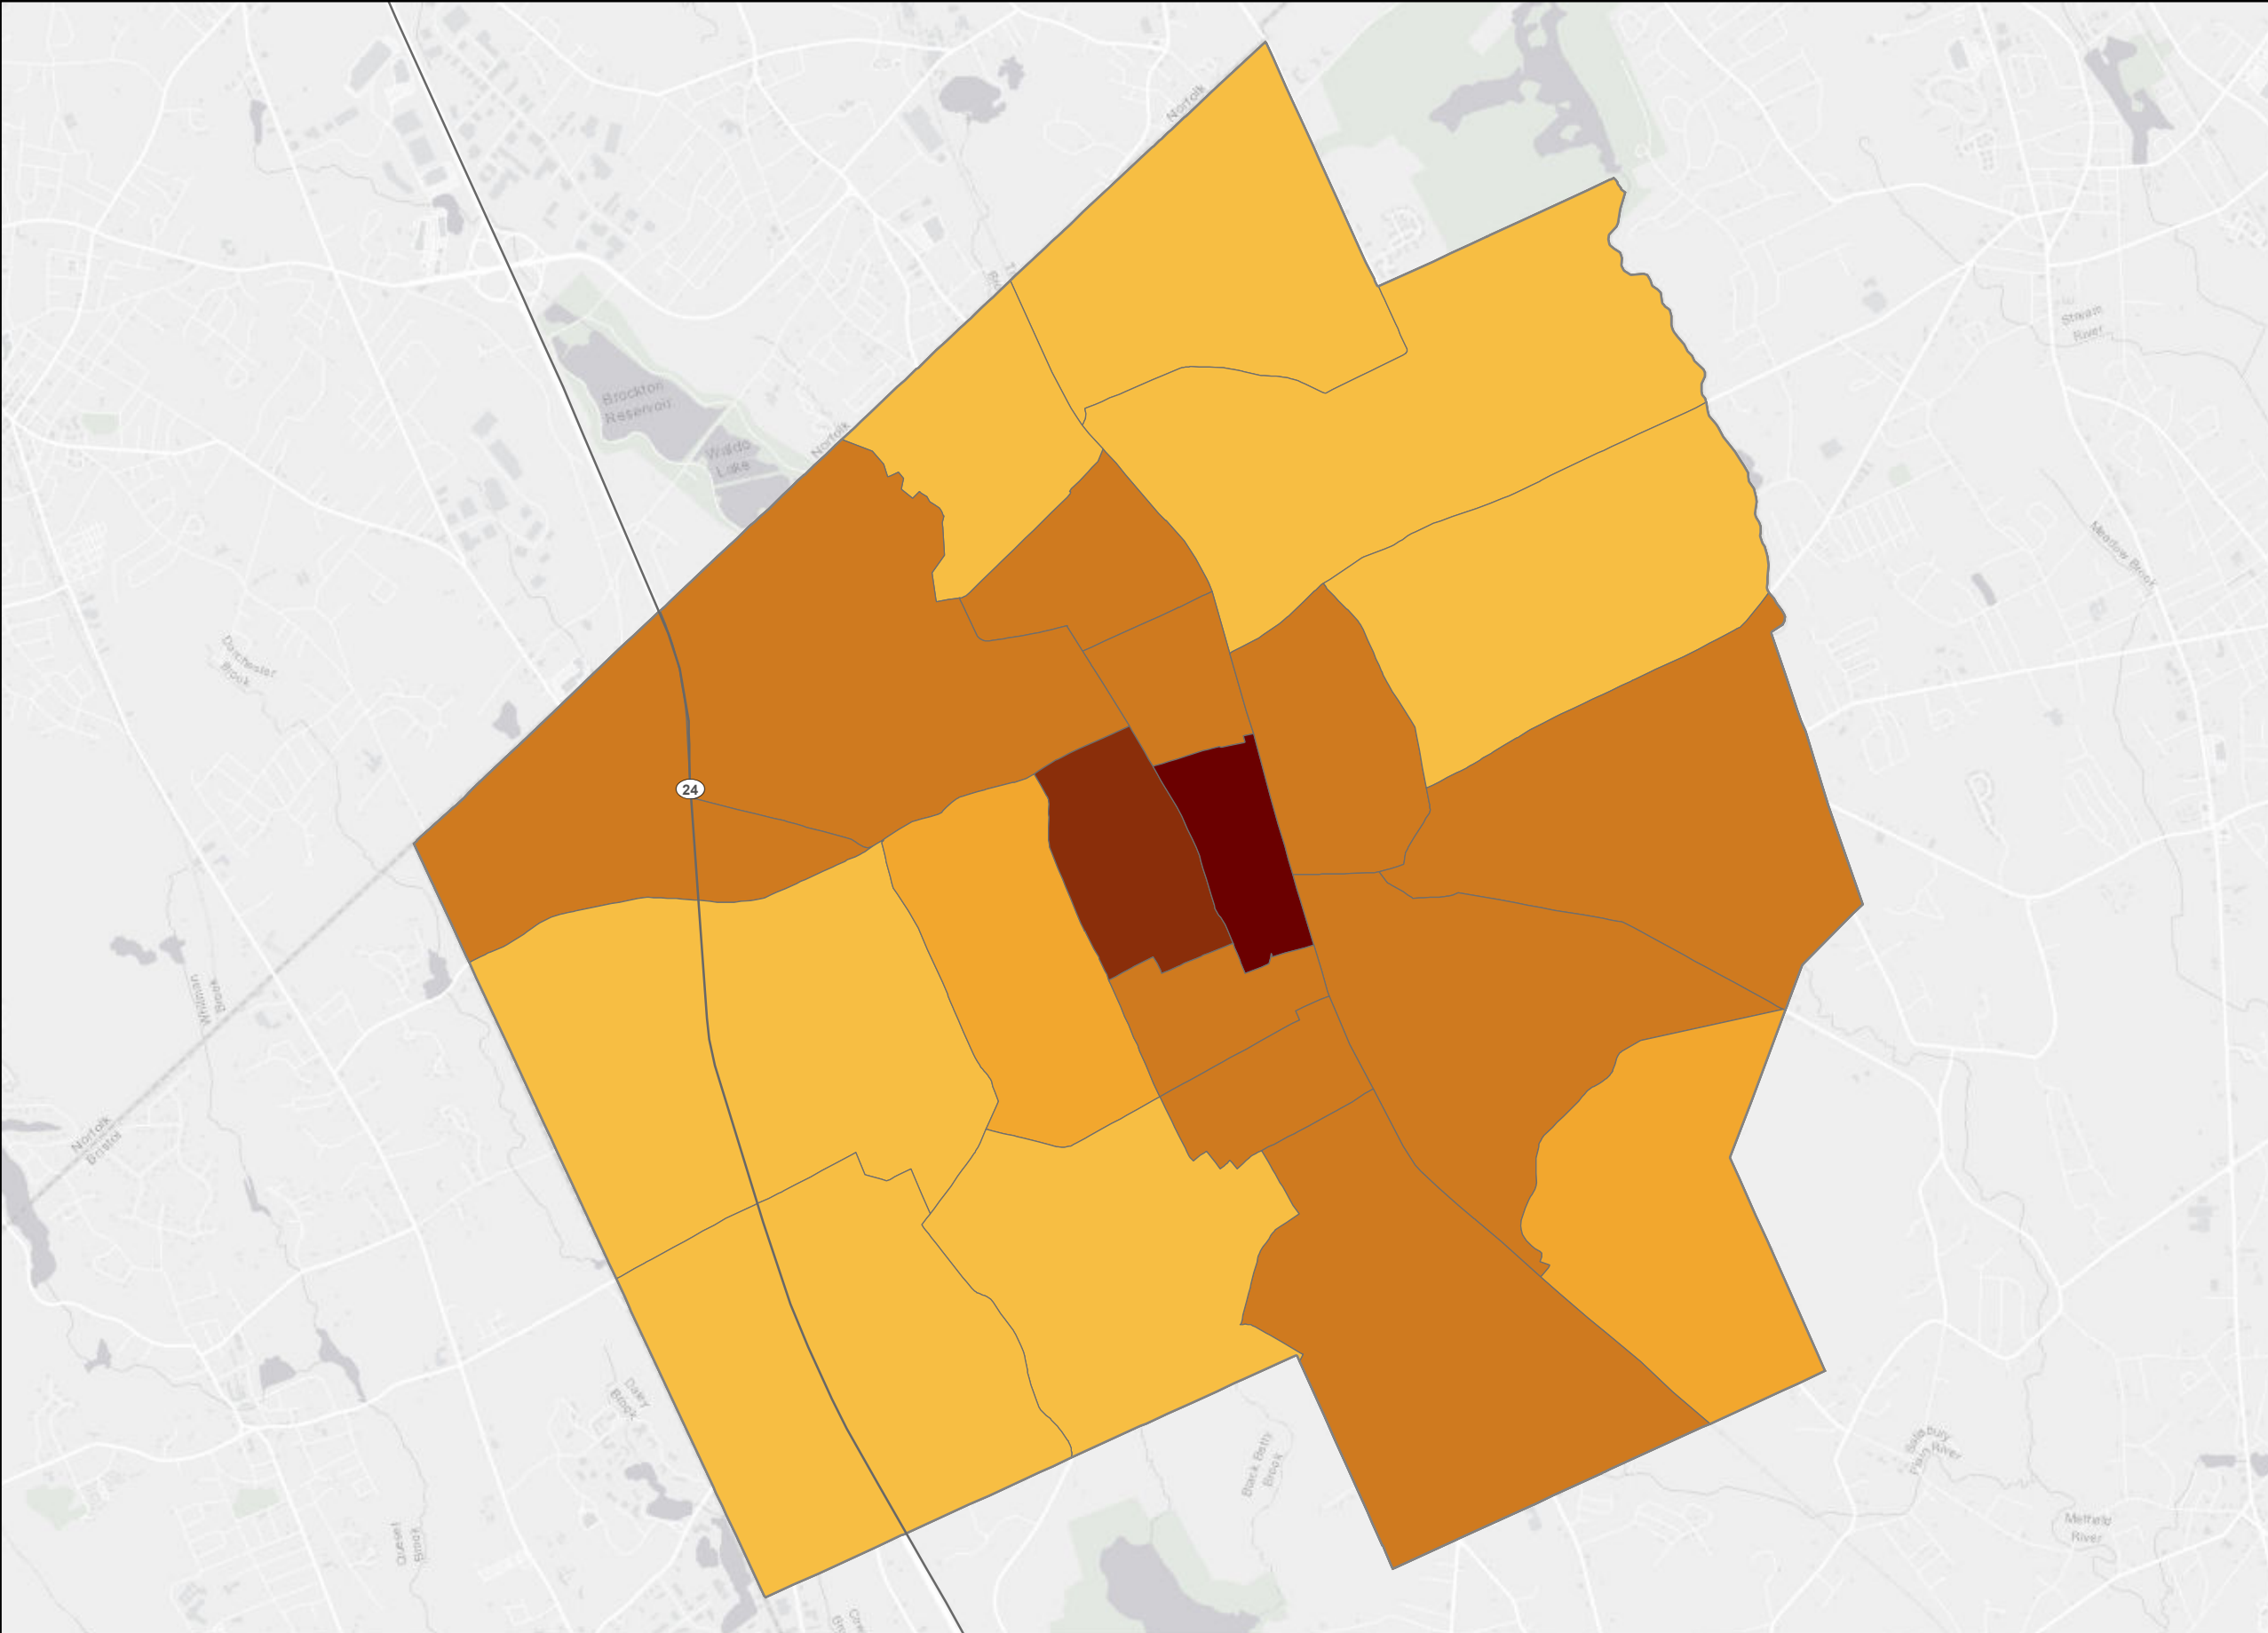 Norfolk
Stream
River
Brockton
Reservoir
Norfolk
Waldo
Lake
Meadow Brook
Dorchester
Brook
24
Whitman
Brook
Norfolk
Bristol
Daley
Brook
Black Betty
Brook
Salisbury
Plain River
Queset
Brook
Matfield
River